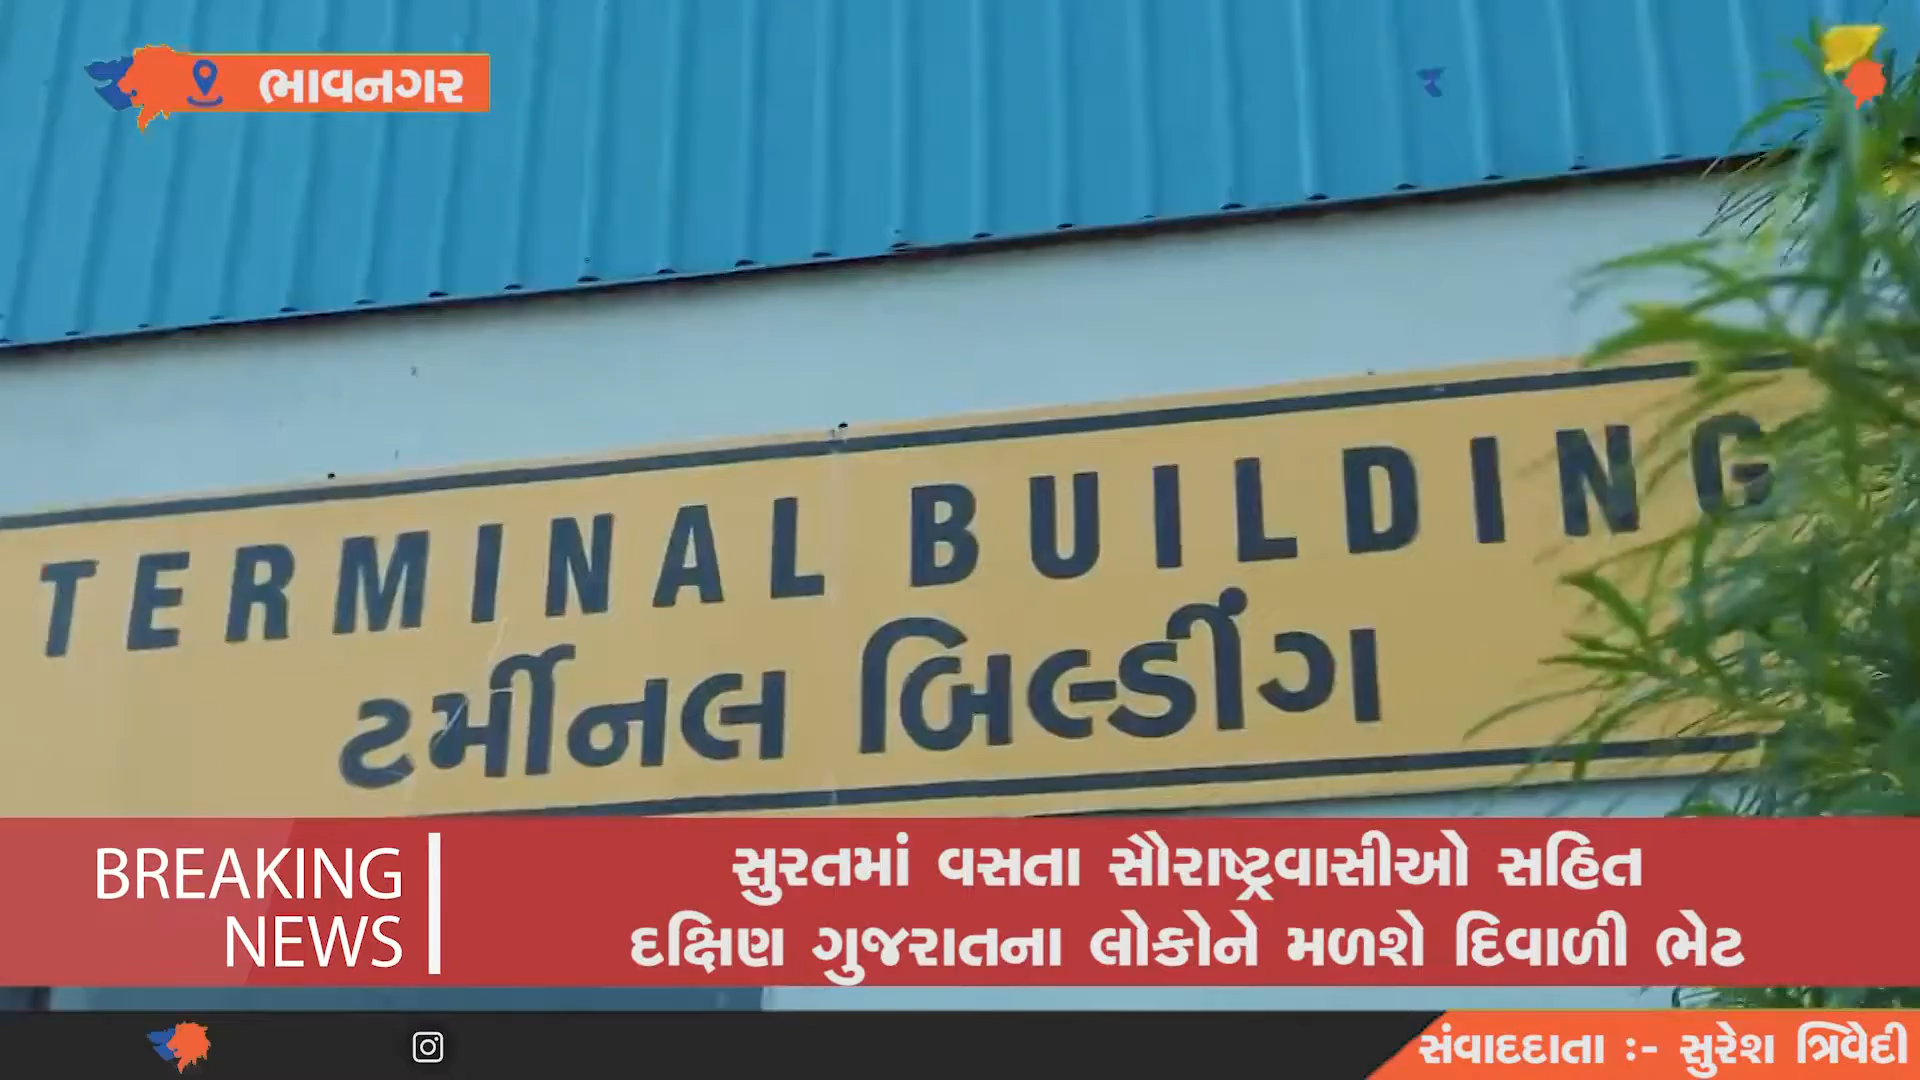 ભાવનગર
TERMINAL BUILDING
ટર્મીનલ બિલ્ડીંગ
BREAKING
NEWS
સુરતમાં વસતા સૌરાષ્ટ્રવાસીઓ સહિત
દક્ષિણ ગુજરાતના લોકોને મળશે દિવાળી ભેટ
સંવાદદાતા :- સુરેશ ત્રિવેદી